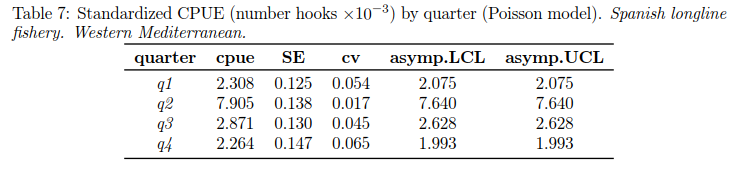 Table 7: Standardized CPUE (number hooks ×10⁻³) by quarter (Poisson model). Spanish longline
fishery. Western Mediterranean.
quarter cpue SE cv asymp.LCL asymp.UCL
q1 2.308 0.125 0.054 2.075 2.075
q2 7.905 0.138 0.017 7.640 7.640
q3 2.871 0.130 0.045 2.628 2.628
q4 2.264 0.147 0.065 1.993 1.993